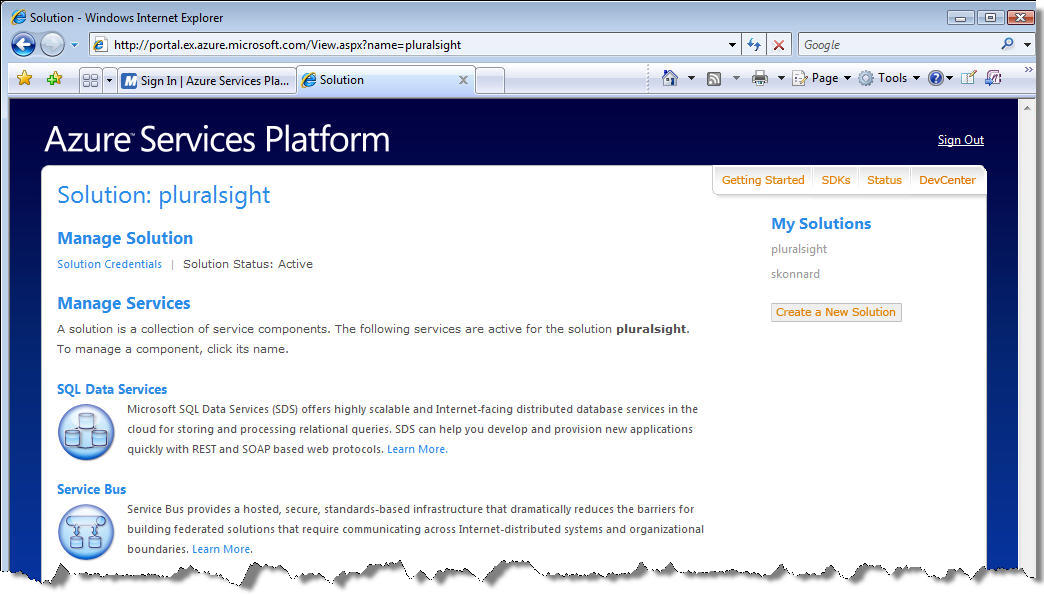 Solution - Windows Internet Explorer
http://portal.ex.azure.microsoft.com/View.aspx?name=pluralsight
Google
Sign In | Azure Services Pla...
Solution
Page
Tools
Azure™ Services Platform
Sign Out
Getting Started
SDKs
Status
DevCenter
Solution: pluralsight
Manage Solution
Solution Credentials | Solution Status: Active
Manage Services
A solution is a collection of service components. The following services are active for the solution pluralsight.
To manage a component, click its name.
SQL Data Services
Microsoft SQL Data Services (SDS) offers highly scalable and Internet-facing distributed database services in the
cloud for storing and processing relational queries. SDS can help you develop and provision new applications
quickly with REST and SOAP based web protocols. Learn More.
Service Bus
Service Bus provides a hosted, secure, standards-based infrastructure that dramatically reduces the barriers for
building federated solutions that require communicating across Internet-distributed systems and organizational
boundaries. Learn More.
My Solutions
pluralsight
skonnard
Create a New Solution